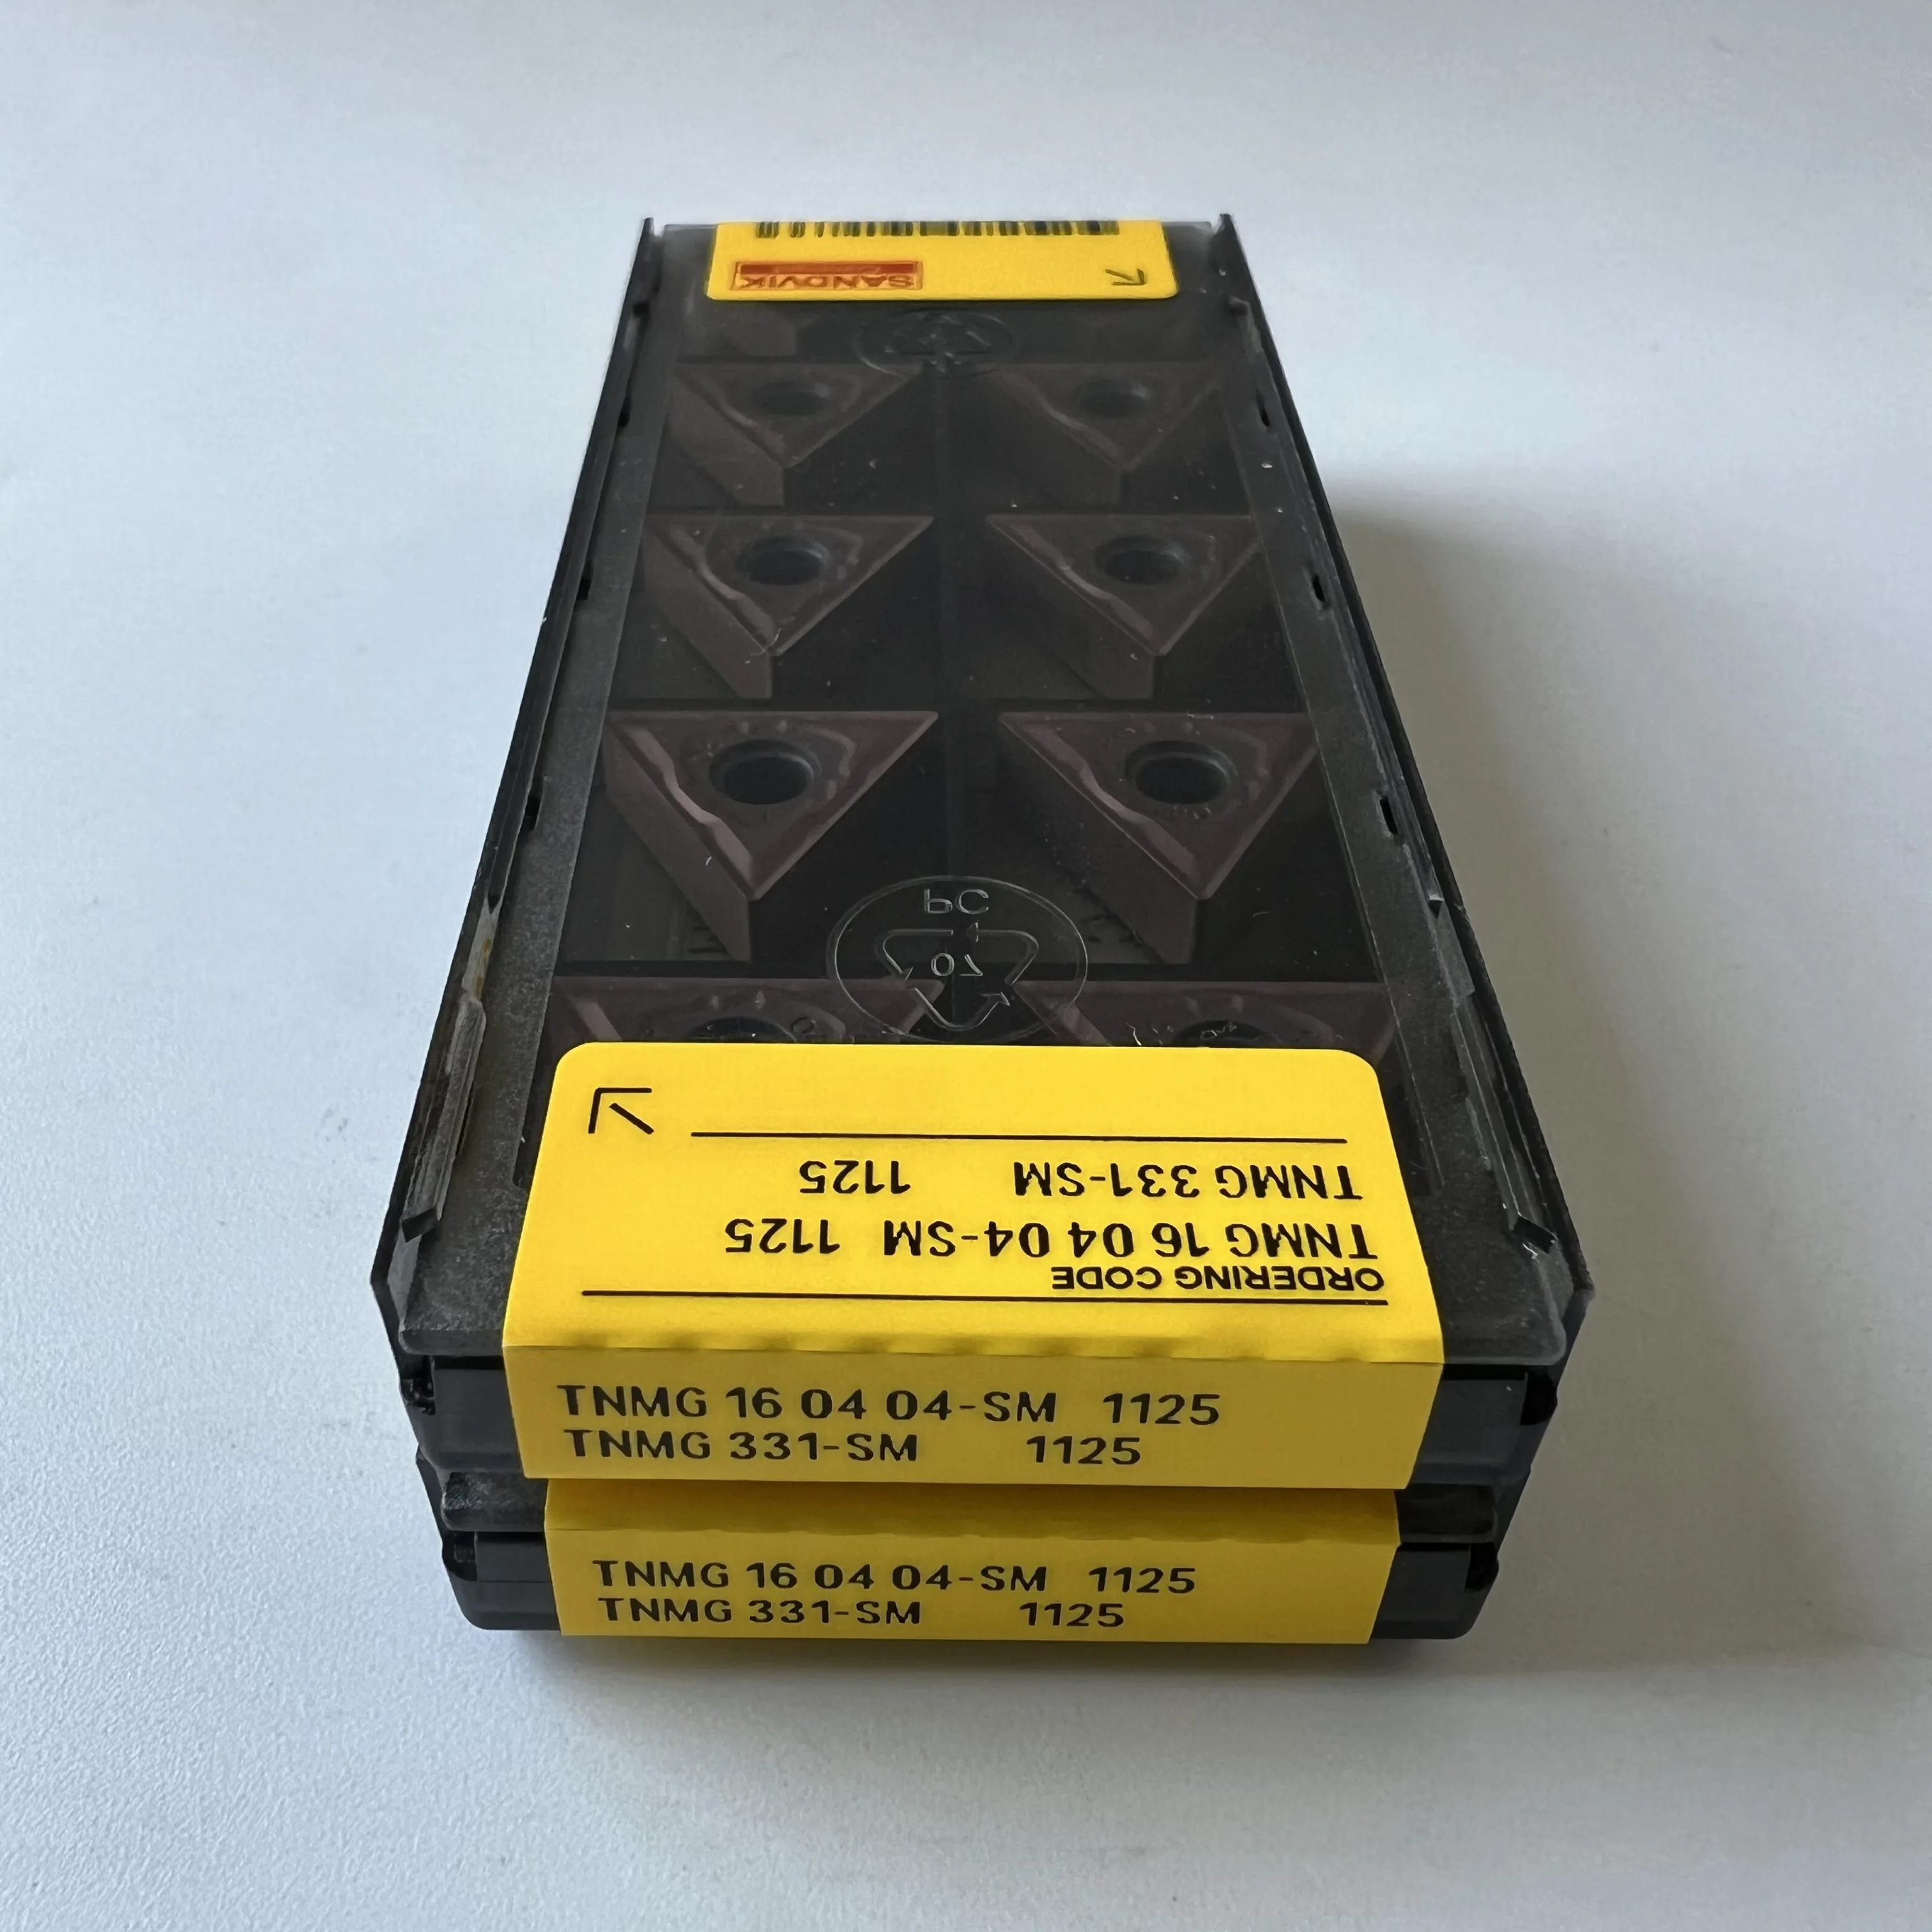 SANDVIK
PC
07
TNMG 331-SM 1125
TNMG 16 04 04-SM 1125
ORDERING CODE
TNMG 16 04 04-SM 1125
TNMG 331-SM 1125
TNMG 16 04 04-SM 1125
TNMG 331-SM 1125